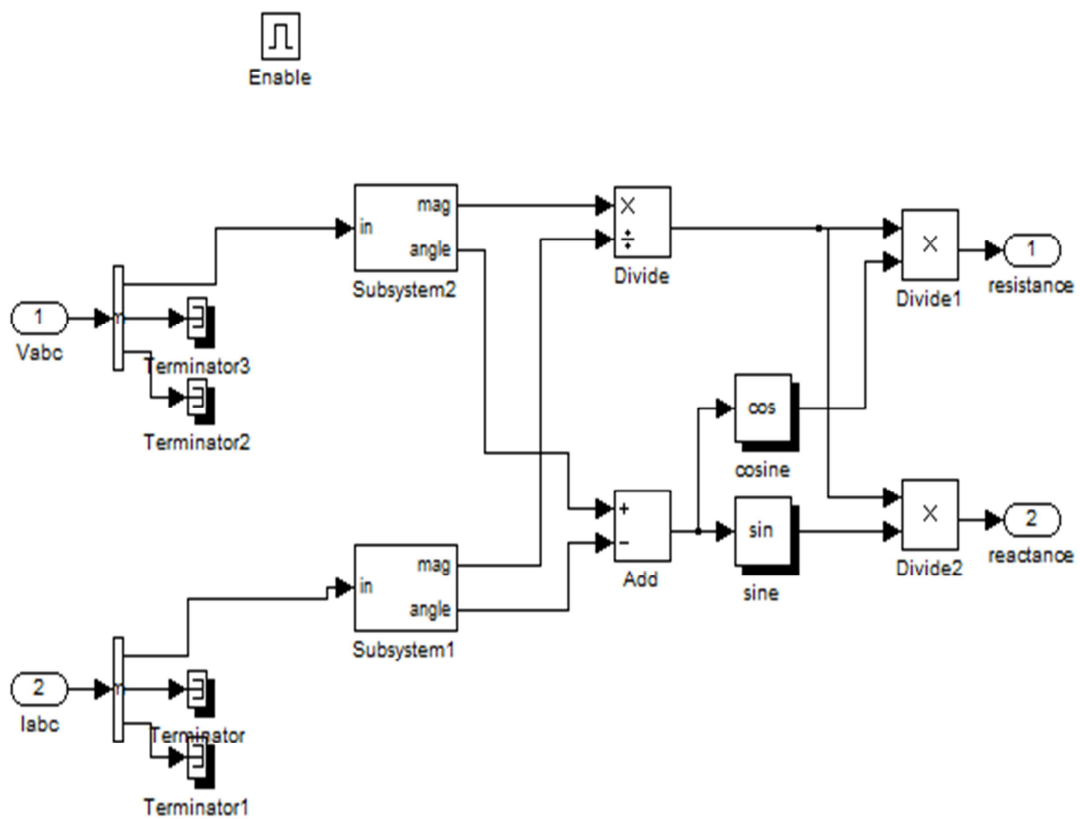 Enable
mag
in
angle
Subsystem2
×
÷
Divide
×
Divide1
1
resistance
1
Vabc
m
Terminator3
Terminator2
cos
cosine
+
−
Add
sin
sine
×
Divide2
2
reactance
mag
in
angle
Subsystem1
2
Iabc
m
Terminator
Terminator1